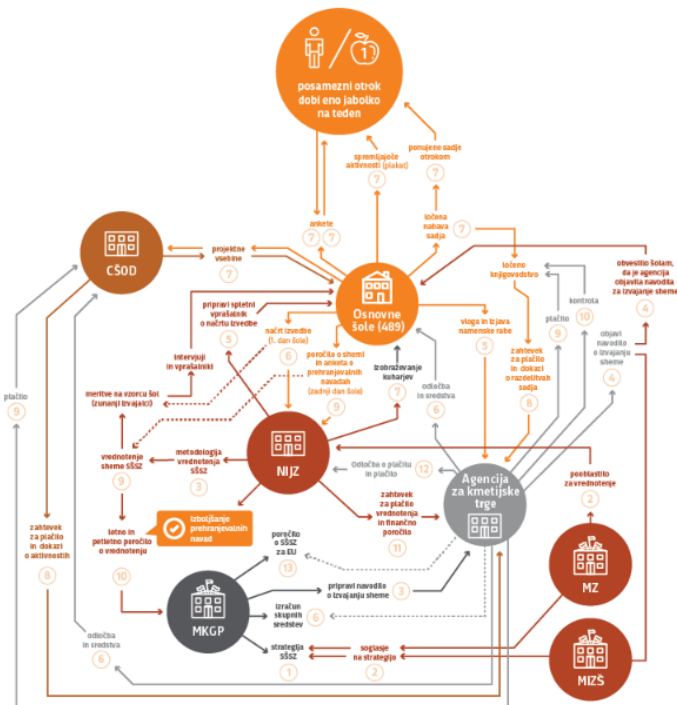 1
posamezni otrok
dobi eno jabolko
na teden
ponujeno sadje
otrokom
7
spremljajoče
aktivnosti (plakat)
7
ankete
7 7
ločena
nabava
sadja
7
ČŠOD
projektne
vsebine
7
Osnovne
šole (489)
ločeno
knjigovodstvo
obvestilo šolam,
da je agencija
objavila navodila
za izvajanje sheme
4
kontrola
10
plačilo
9
objavi
navodilo
o izvajanju
sheme
4
pripravi spletni
vprašalnik
o načrtu izvedbe
5
načrt izvedbe
(1. dan šole)
6
poročilo o shemi
in anketa o
prehranjevalnih
navadah
(zadnji dan šole)
9
vloga in izjava
namenske rabe
5
zahtevek
za plačilo
in dokazi
o razdelitvah
sadja
8
intervjuji
in vprašalniki
izobraževanje
kuharjev
7
odločba
in sredstva
6
plačilo
9
meritve na vzorcu šol
(zunanji izvajalci)
vrednotenje
sheme SŠSZ
9
metodologija
vrednotenja
SŠSZ
3
NIJZ
Odločba o plačilu
in plačilo
12
Agencija
za kmetijske
trge
pooblastilo
za vrednotenje
2
zahtevek
za plačilo
in dokazi
o aktivnostih
8
letno in
petletno poročilo
o vrednotenju
10
Izboljšanje
prehranjevalnih
navad
zahtevek
za plačilo
vrednotenja
in finančno
poročilo
11
poročilo
o SŠSZ
za EU
13
MZ
MKGP
pripravi navodilo
o izvajanju sheme
3
izračun
skupnih
sredstev
6
odločba
in sredstva
6
strategija
SŠSZ
1
soglasje
na strategijo
2
MIZŠ